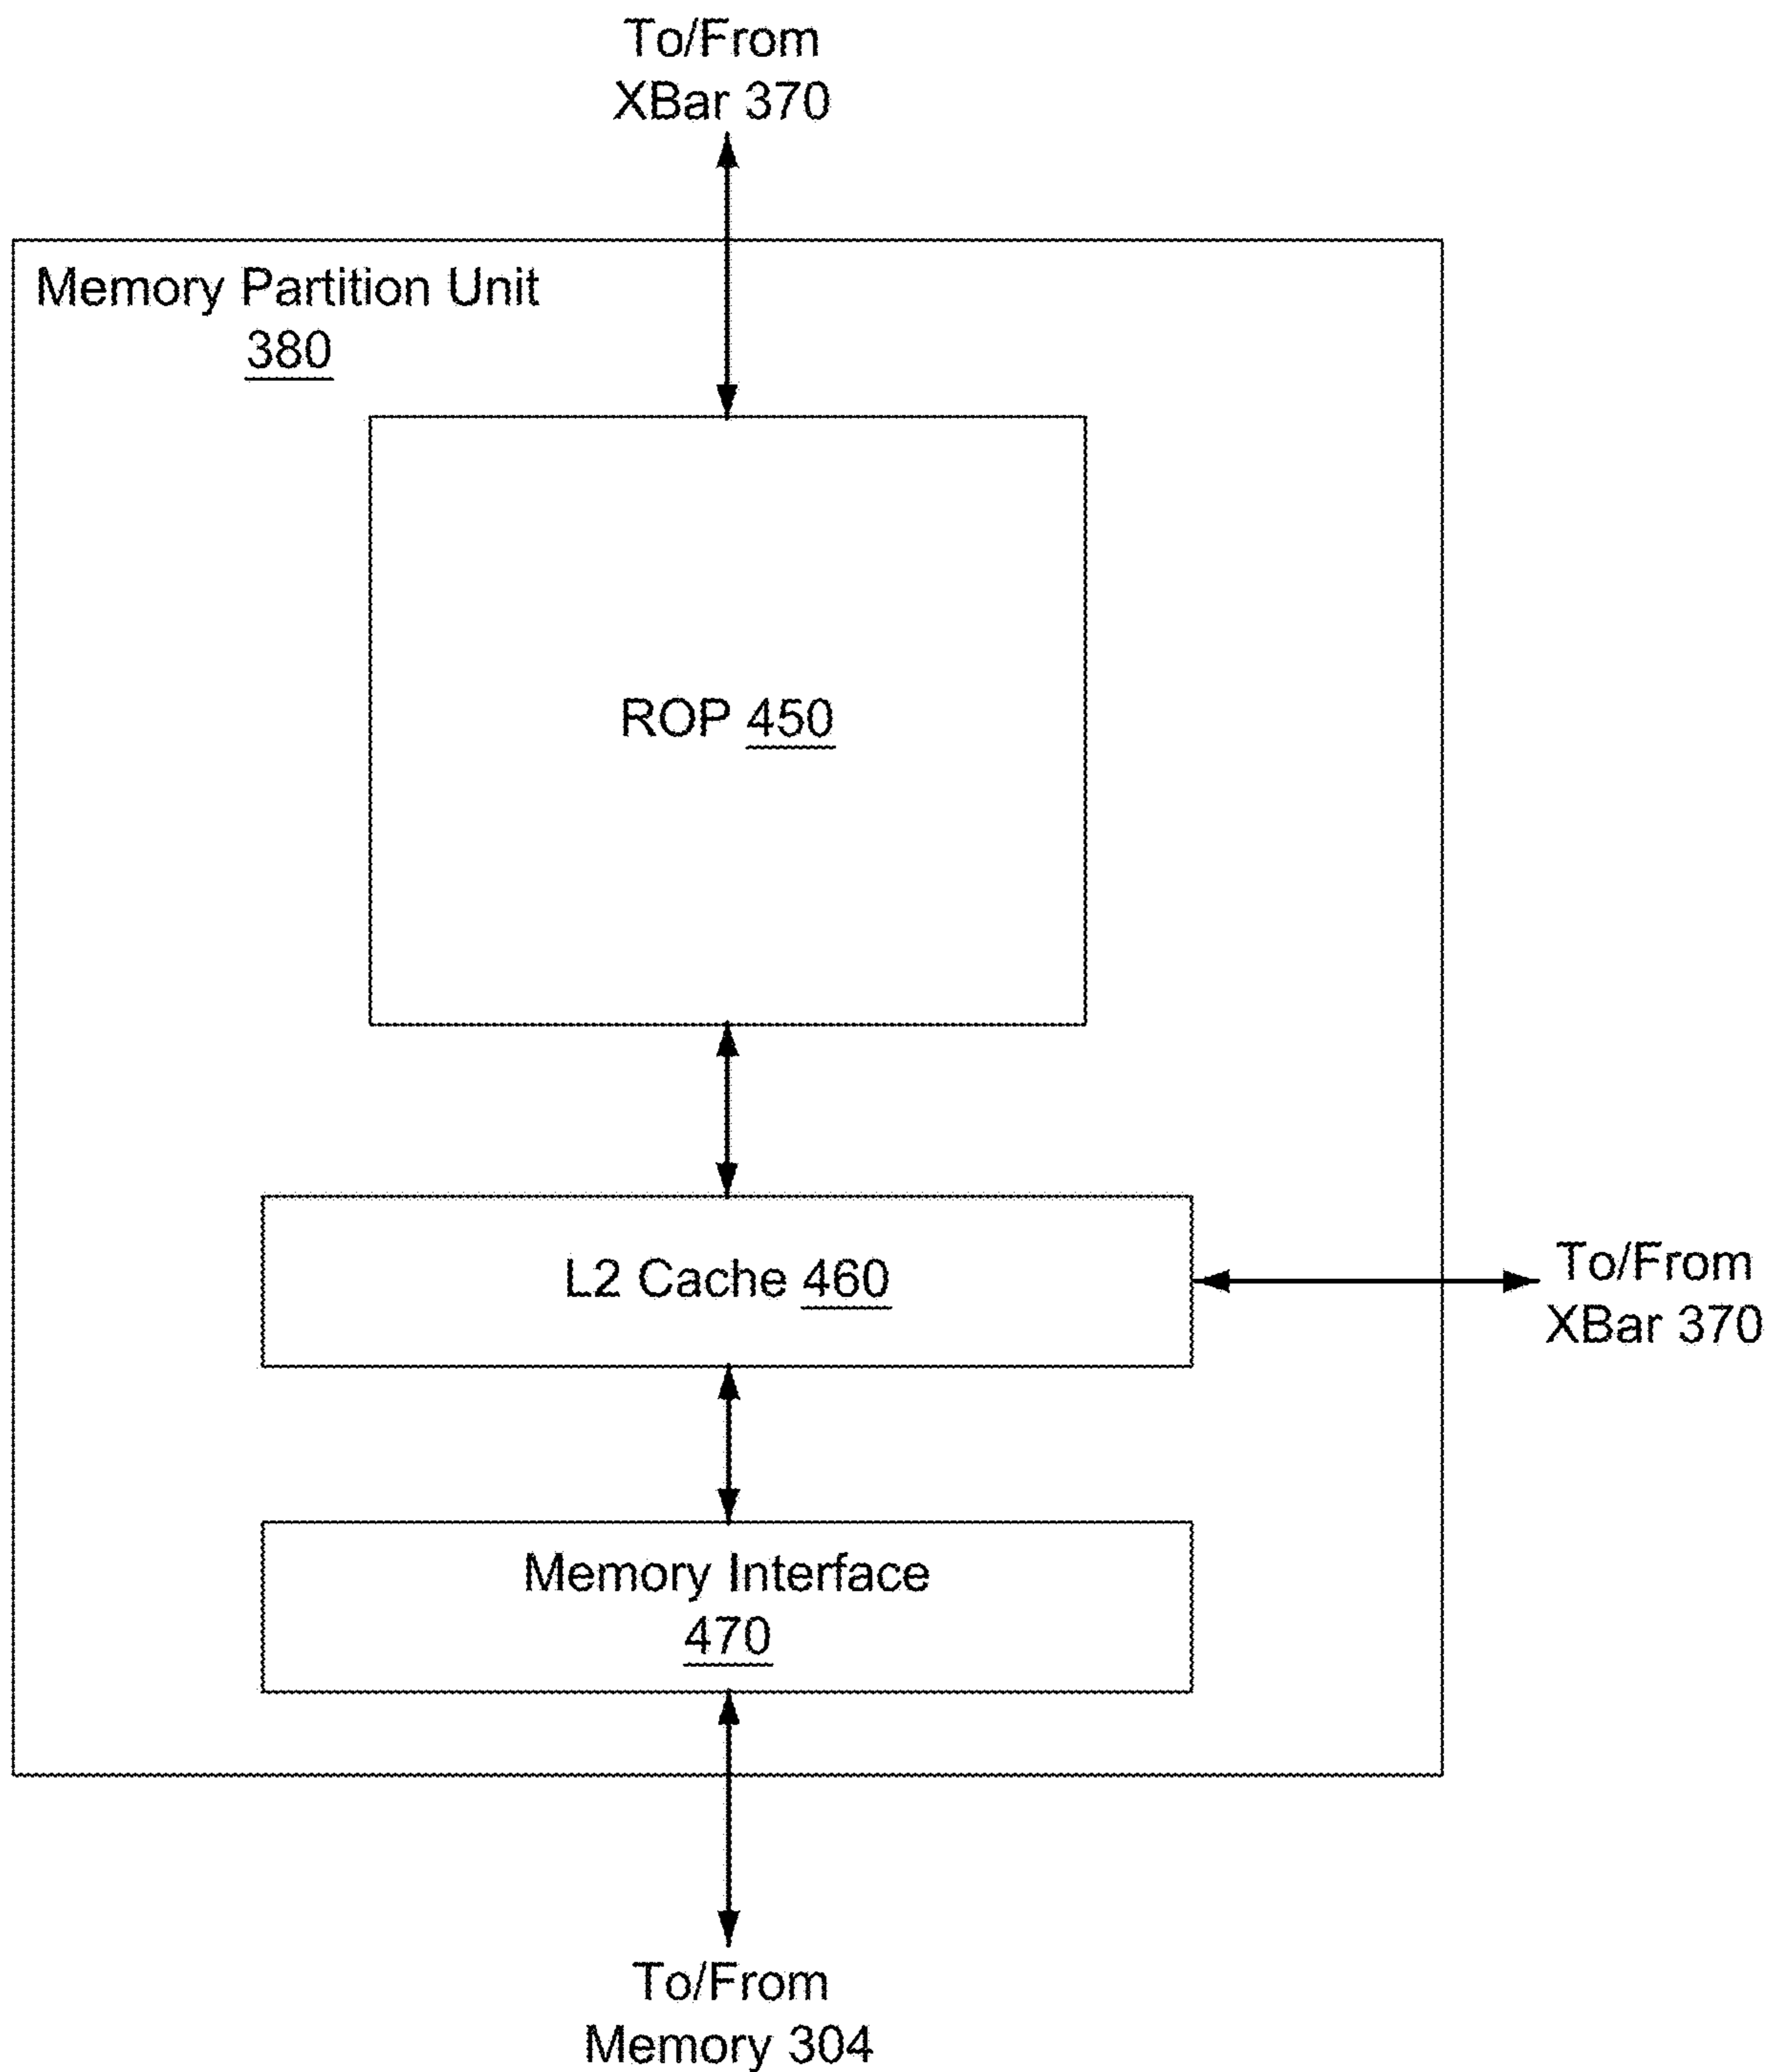 To/From
XBar 370
Memory Partition Unit
380
ROP 450
L2 Cache 460
To/From
XBar 370
Memory Interface
470
To/From
Memory 304